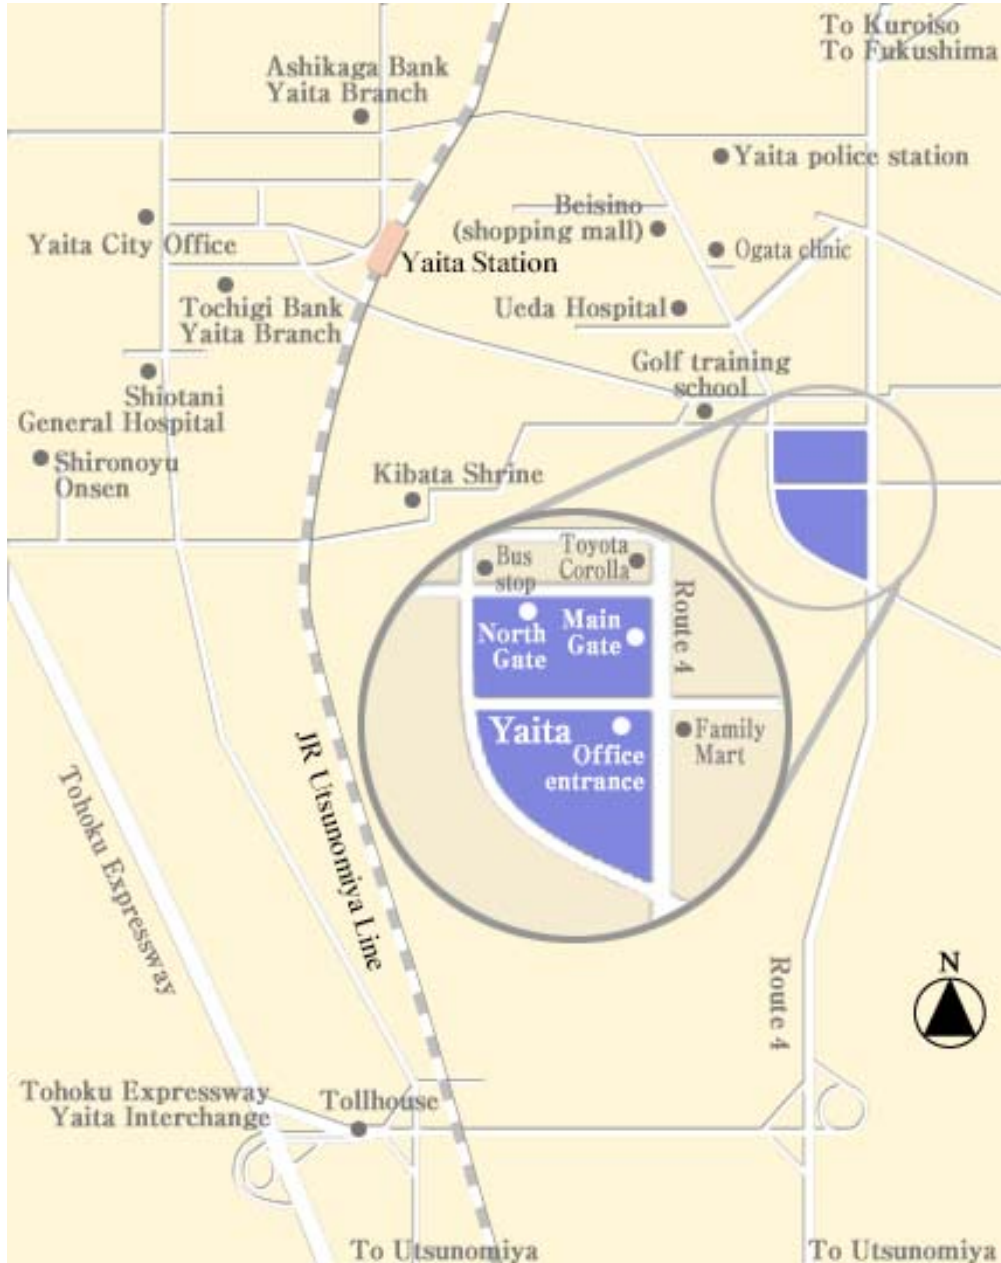 To Kuroiso
To Fukushima
Ashikaga Bank
Yaita Branch
Yaita police station
Beisino
(shopping mall)
Yaita City Office
Ogata clinic
Yaita Station
Tochigi Bank
Yaita Branch
Ueda Hospital
Golf training
school
Shiotani
General Hospital
Shironoyu
Onsen
Kibata Shrine
Bus
stop
Toyota
Corolla
Route 4
North
Gate
Main
Gate
Yaita
Office
entrance
Family
Mart
JR Utsunomiya Line
Tohoku Expressway
Route 4
N
Tohoku Expressway
Yaita Interchange
Tollhouse
To Utsunomiya
To Utsunomiya